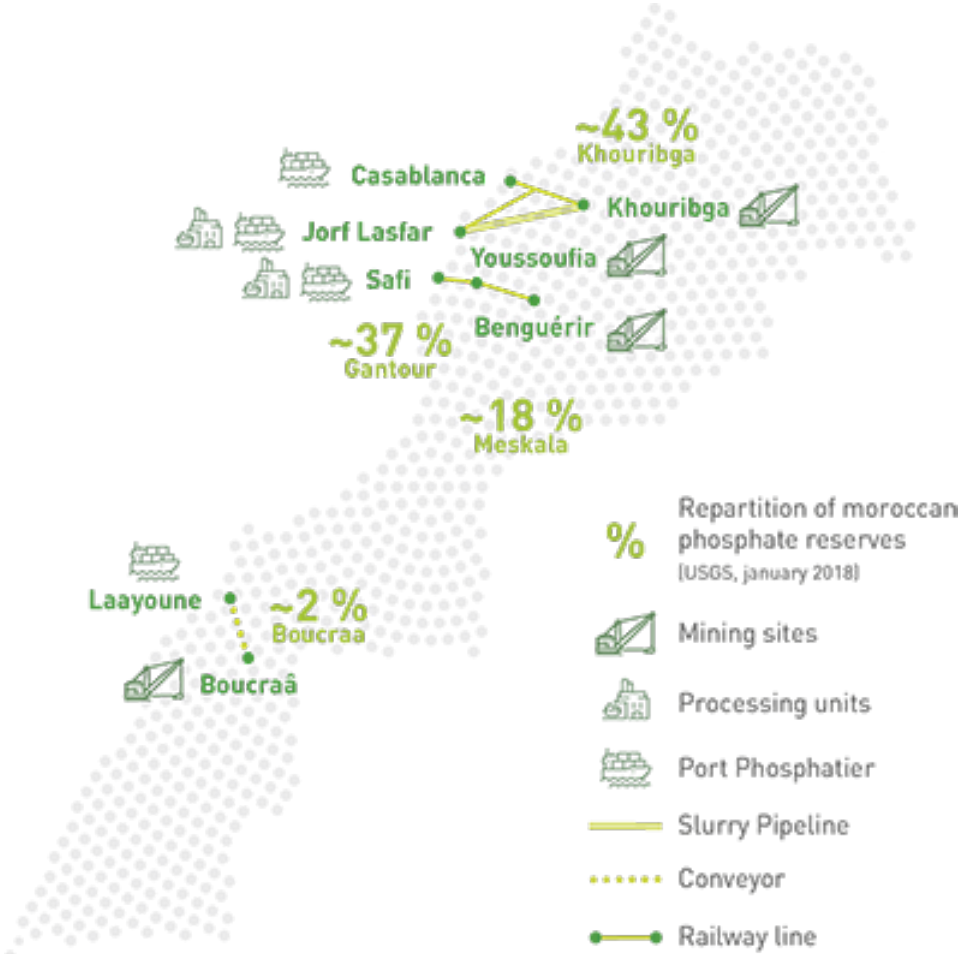 ~43 %
Khouribga
Casablanca
Khouribga
Jorf Lasfar
Youssoufia
Safi
Benguérir
~37 %
Gantour
~18 %
Meskala
Laayoune
~2 %
Boucraa
Boucraâ
%
Repartition of moroccan
phosphate reserves
(USGS, january 2018)
Mining sites
Processing units
Port Phosphatier
Slurry Pipeline
Conveyor
Railway line